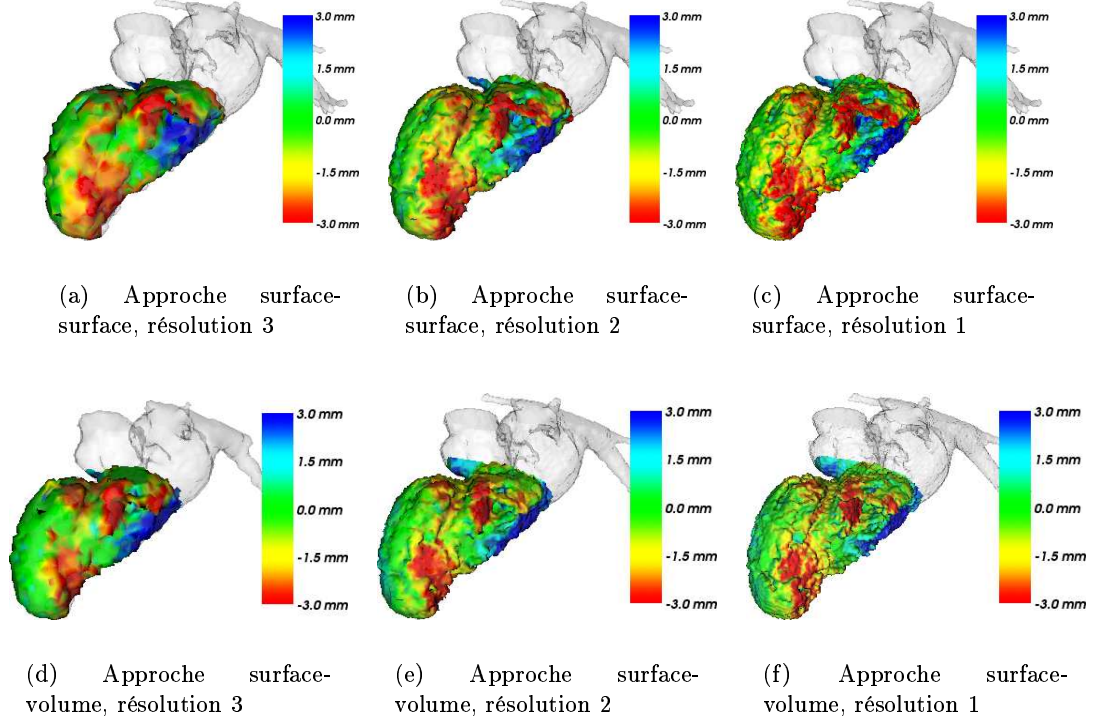 3.0 mm
1.5 mm
0.0 mm
-1.5 mm
-3.0 mm
3.0 mm
1.5 mm
0.0 mm
-1.5 mm
-3.0 mm
3.0 mm
1.5 mm
0.0 mm
-1.5 mm
-3.0 mm
(a) Approche surface-
surface, résolution 3
(b) Approche surface-
surface, résolution 2
(c) Approche surface-
surface, résolution 1
3.0 mm
1.5 mm
0.0 mm
-1.5 mm
-3.0 mm
3.0 mm
1.5 mm
0.0 mm
-1.5 mm
-3.0 mm
3.0 mm
1.5 mm
0.0 mm
-1.5 mm
-3.0 mm
(d) Approche surface-
volume, résolution 3
(e) Approche surface-
volume, résolution 2
(f) Approche surface-
volume, résolution 1